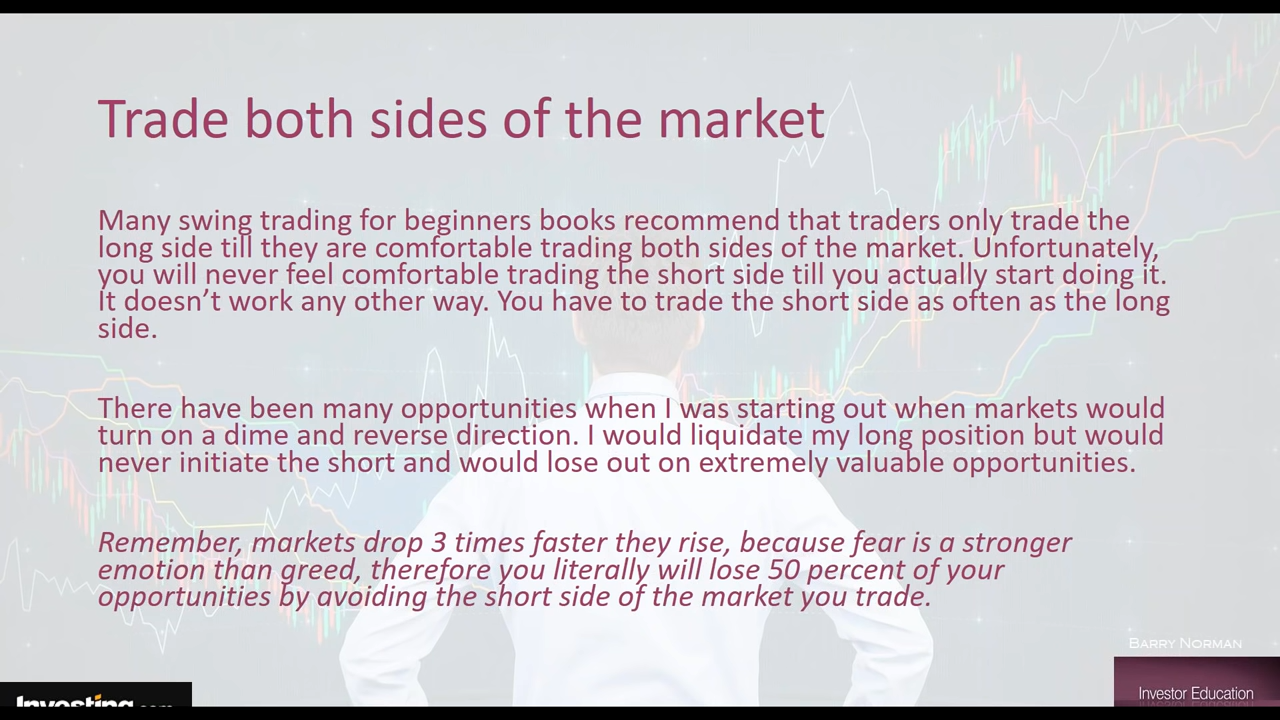 Trade both sides of the market
Many swing trading for beginners books recommend that traders only trade the
long side till they are comfortable trading both sides of the market. Unfortunately,
you will never feel comfortable trading the short side till you actually start doing it.
It doesn’t work any other way. You have to trade the short side as often as the long
side.
There have been many opportunities when I was starting out when markets would
turn on a dime and reverse direction. I would liquidate my long position but would
never initiate the short and would lose out on extremely valuable opportunities.
Remember, markets drop 3 times faster they rise, because fear is a stronger
emotion than greed, therefore you literally will lose 50 percent of your
opportunities by avoiding the short side of the market you trade.
Barry Norman
Investing.com
Investor Education